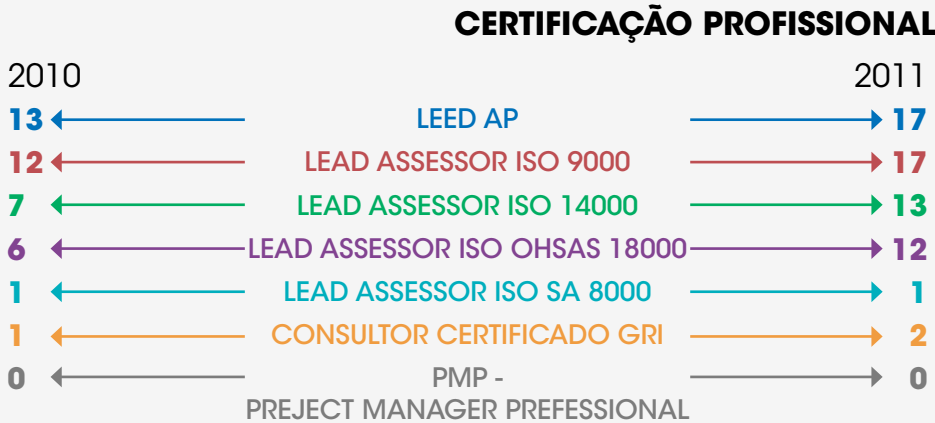 CERTIFICAÇÃO PROFISSIONAL
2010 2011
13 LEED AP 17
12 LEAD ASSESSOR ISO 9000 17
7 LEAD ASSESSOR ISO 14000 13
6 LEAD ASSESSOR ISO OHSAS 18000 12
1 LEAD ASSESSOR ISO SA 8000 1
1 CONSULTOR CERTIFICADO GRI 2
0 PMP - 0
PREJECT MANAGER PREFESSIONAL